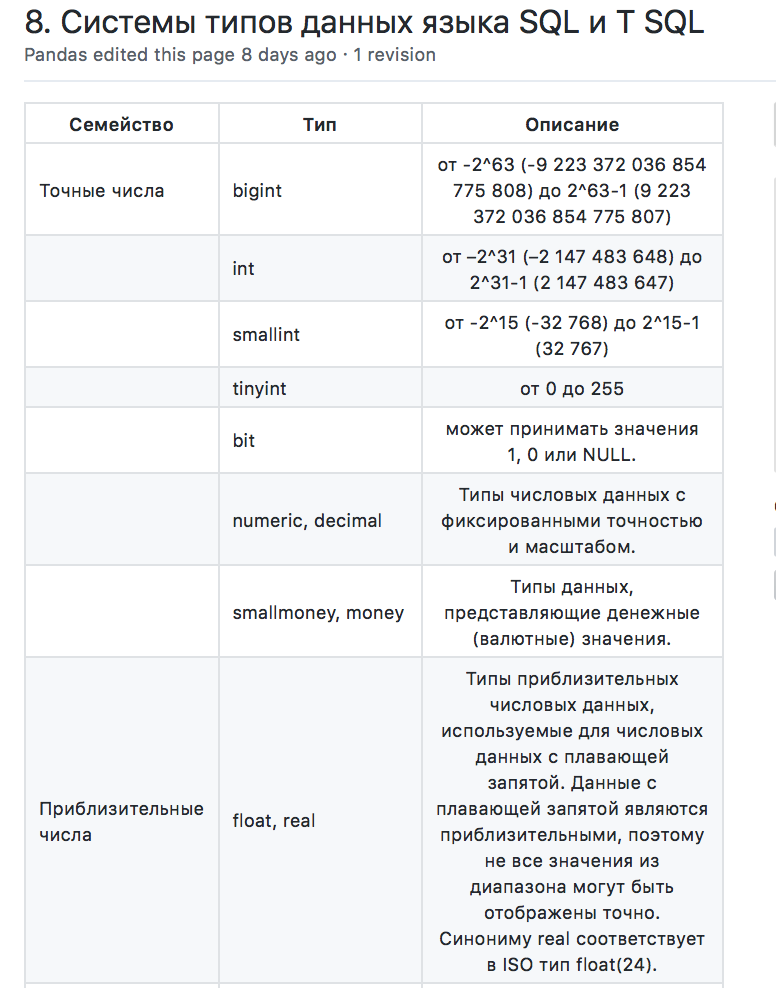 8. Системы типов данных языка SQL и T SQL
Pandas edited this page 8 days ago · 1 revision
Семейство Тип Описание
Точные числа bigint от -2^63 (-9 223 372 036 854
775 808) до 2^63-1 (9 223
372 036 854 775 807)
int от –2^31 (–2 147 483 648) до
2^31-1 (2 147 483 647)
smallint от -2^15 (-32 768) до 2^15-1
(32 767)
tinyint от 0 до 255
bit может принимать значения
1, 0 или NULL.
numeric, decimal Типы числовых данных с
фиксированными точностью
и масштабом.
smallmoney, money Типы данных,
представляющие денежные
(валютные) значения.
Приблизительные
числа
float, real Типы приблизительных
числовых данных,
используемые для числовых
данных с плавающей
запятой. Данные с
плавающей запятой являются
приблизительными, поэтому
не все значения из
диапазона могут быть
отображены точно.
Синониму real соответствует
в ISO тип float(24).